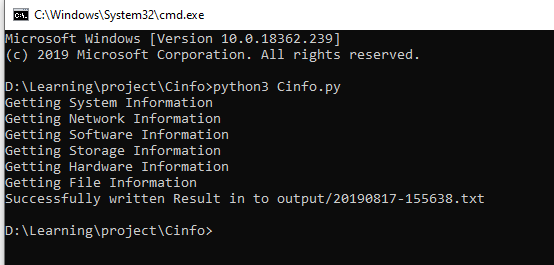 C:\Windows\System32\cmd.exe
Microsoft Windows [Version 10.0.18362.239]
(c) 2019 Microsoft Corporation. All rights reserved.
D:\Learning\project\Cinfo>python3 Cinfo.py
Getting System Information
Getting Network Information
Getting Software Information
Getting Storage Information
Getting Hardware Information
Getting File Information
Successfully written Result in to output/20190817-155638.txt
D:\Learning\project\Cinfo>